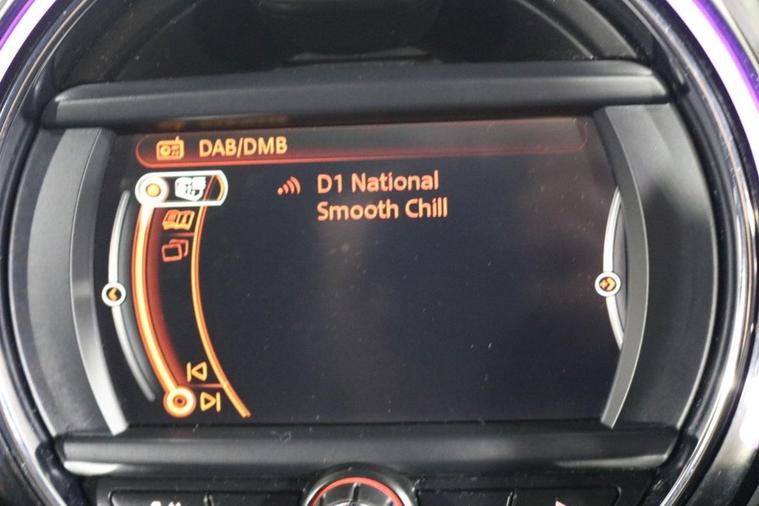 DAB/DMB
D1 National
Smooth Chill